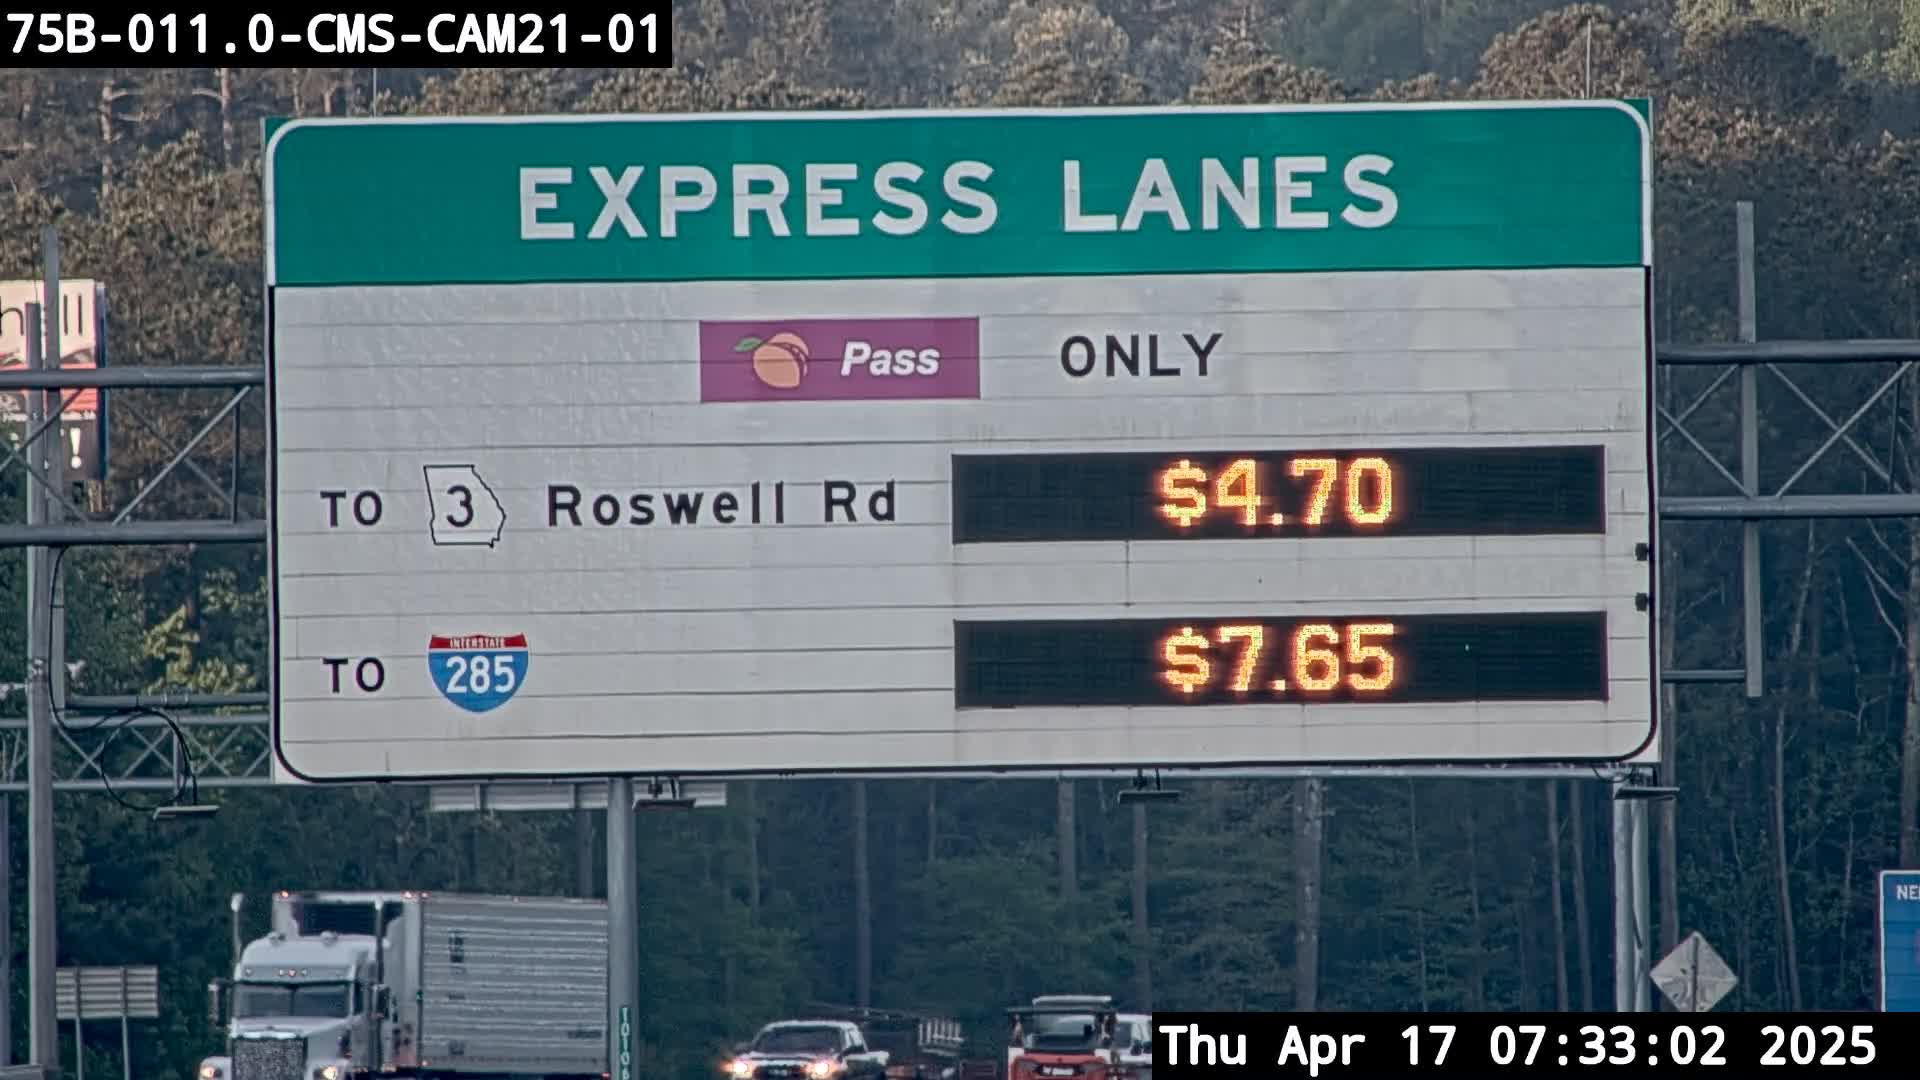 75B-011.0-CMS-CAM21-01
EXPRESS LANES
Pass ONLY
TO 3 Roswell Rd $4.70
TO INTERSTATE 285 $7.65
Thu Apr 17 07:33:02 2025